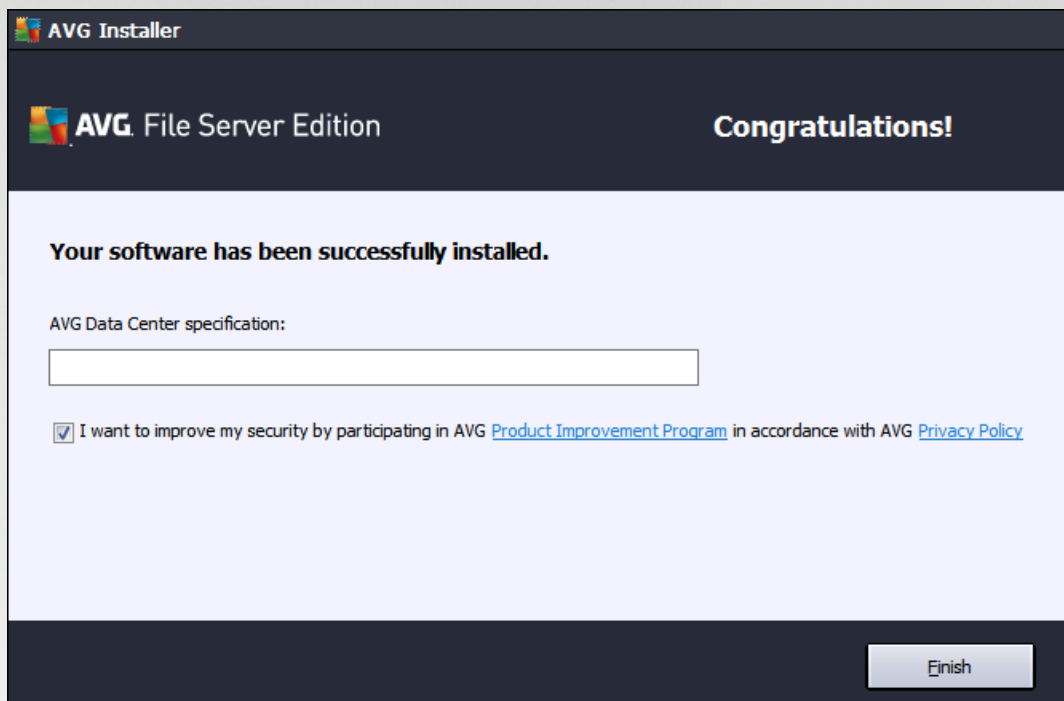 AVG Installer
AVG. File Server Edition
Congratulations!
Your software has been successfully installed.
AVG Data Center specification:
I want to improve my security by participating in AVG Product Improvement Program in accordance with AVG Privacy Policy
Finish